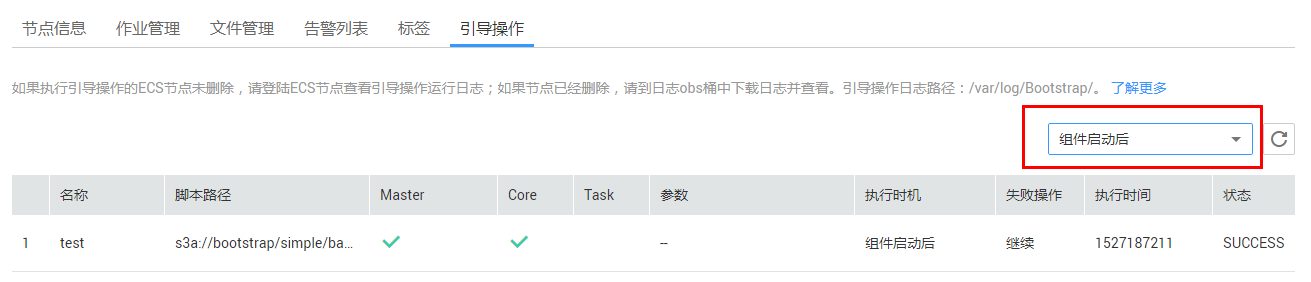 节点信息 作业管理 文件管理 告警列表 标签 引导操作
如果执行引导操作的ECS节点未删除，请登陆ECS节点查看引导操作运行日志；如果节点已经删除，请到日志obs桶中下载日志并查看。引导操作日志路径：/var/log/Bootstrap/。 了解更多
组件启动后
名称 脚本路径 Master Core Task 参数 执行时机 失败操作 执行时间 状态
1 test s3a://bootstrap/simple/ba... -- 组件启动后 继续 1527187211 SUCCESS